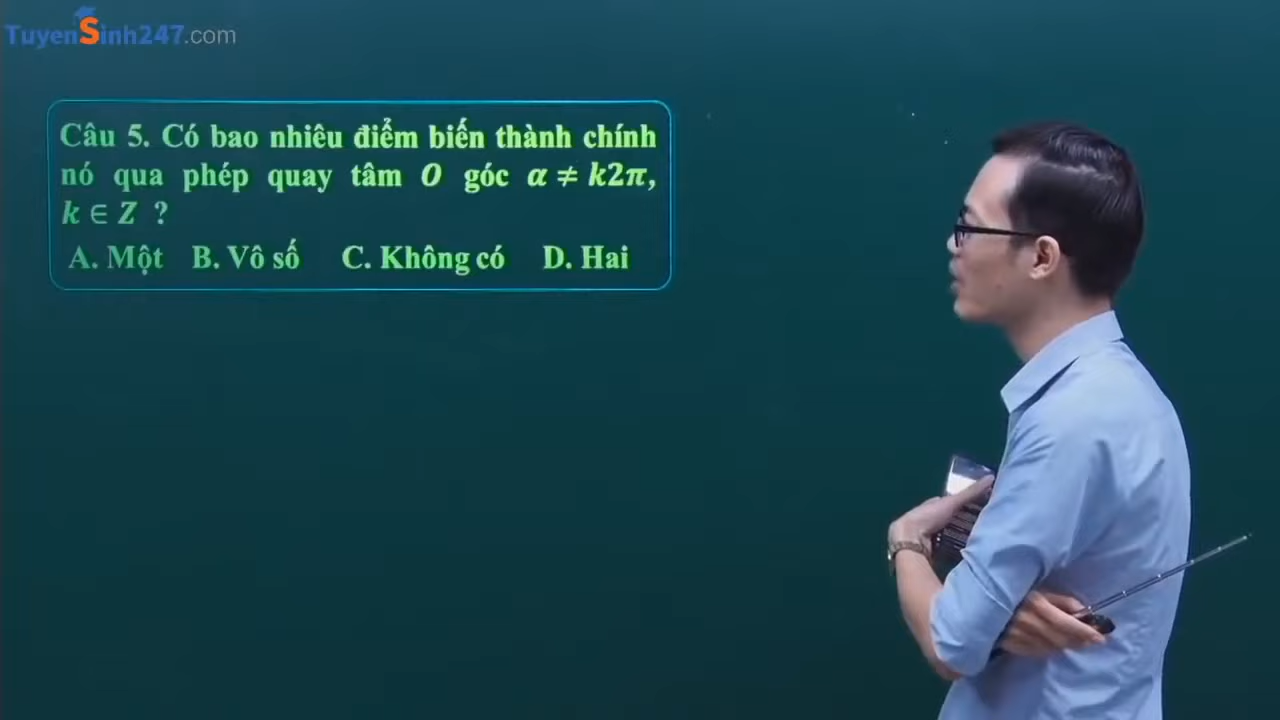 TuyenSinh247.com
Câu 5. Có bao nhiêu điểm biến thành chính
nó qua phép quay tâm O góc α ≠ k2π,
k ∈ Z ?
A. Một B. Vô số C. Không có D. Hai